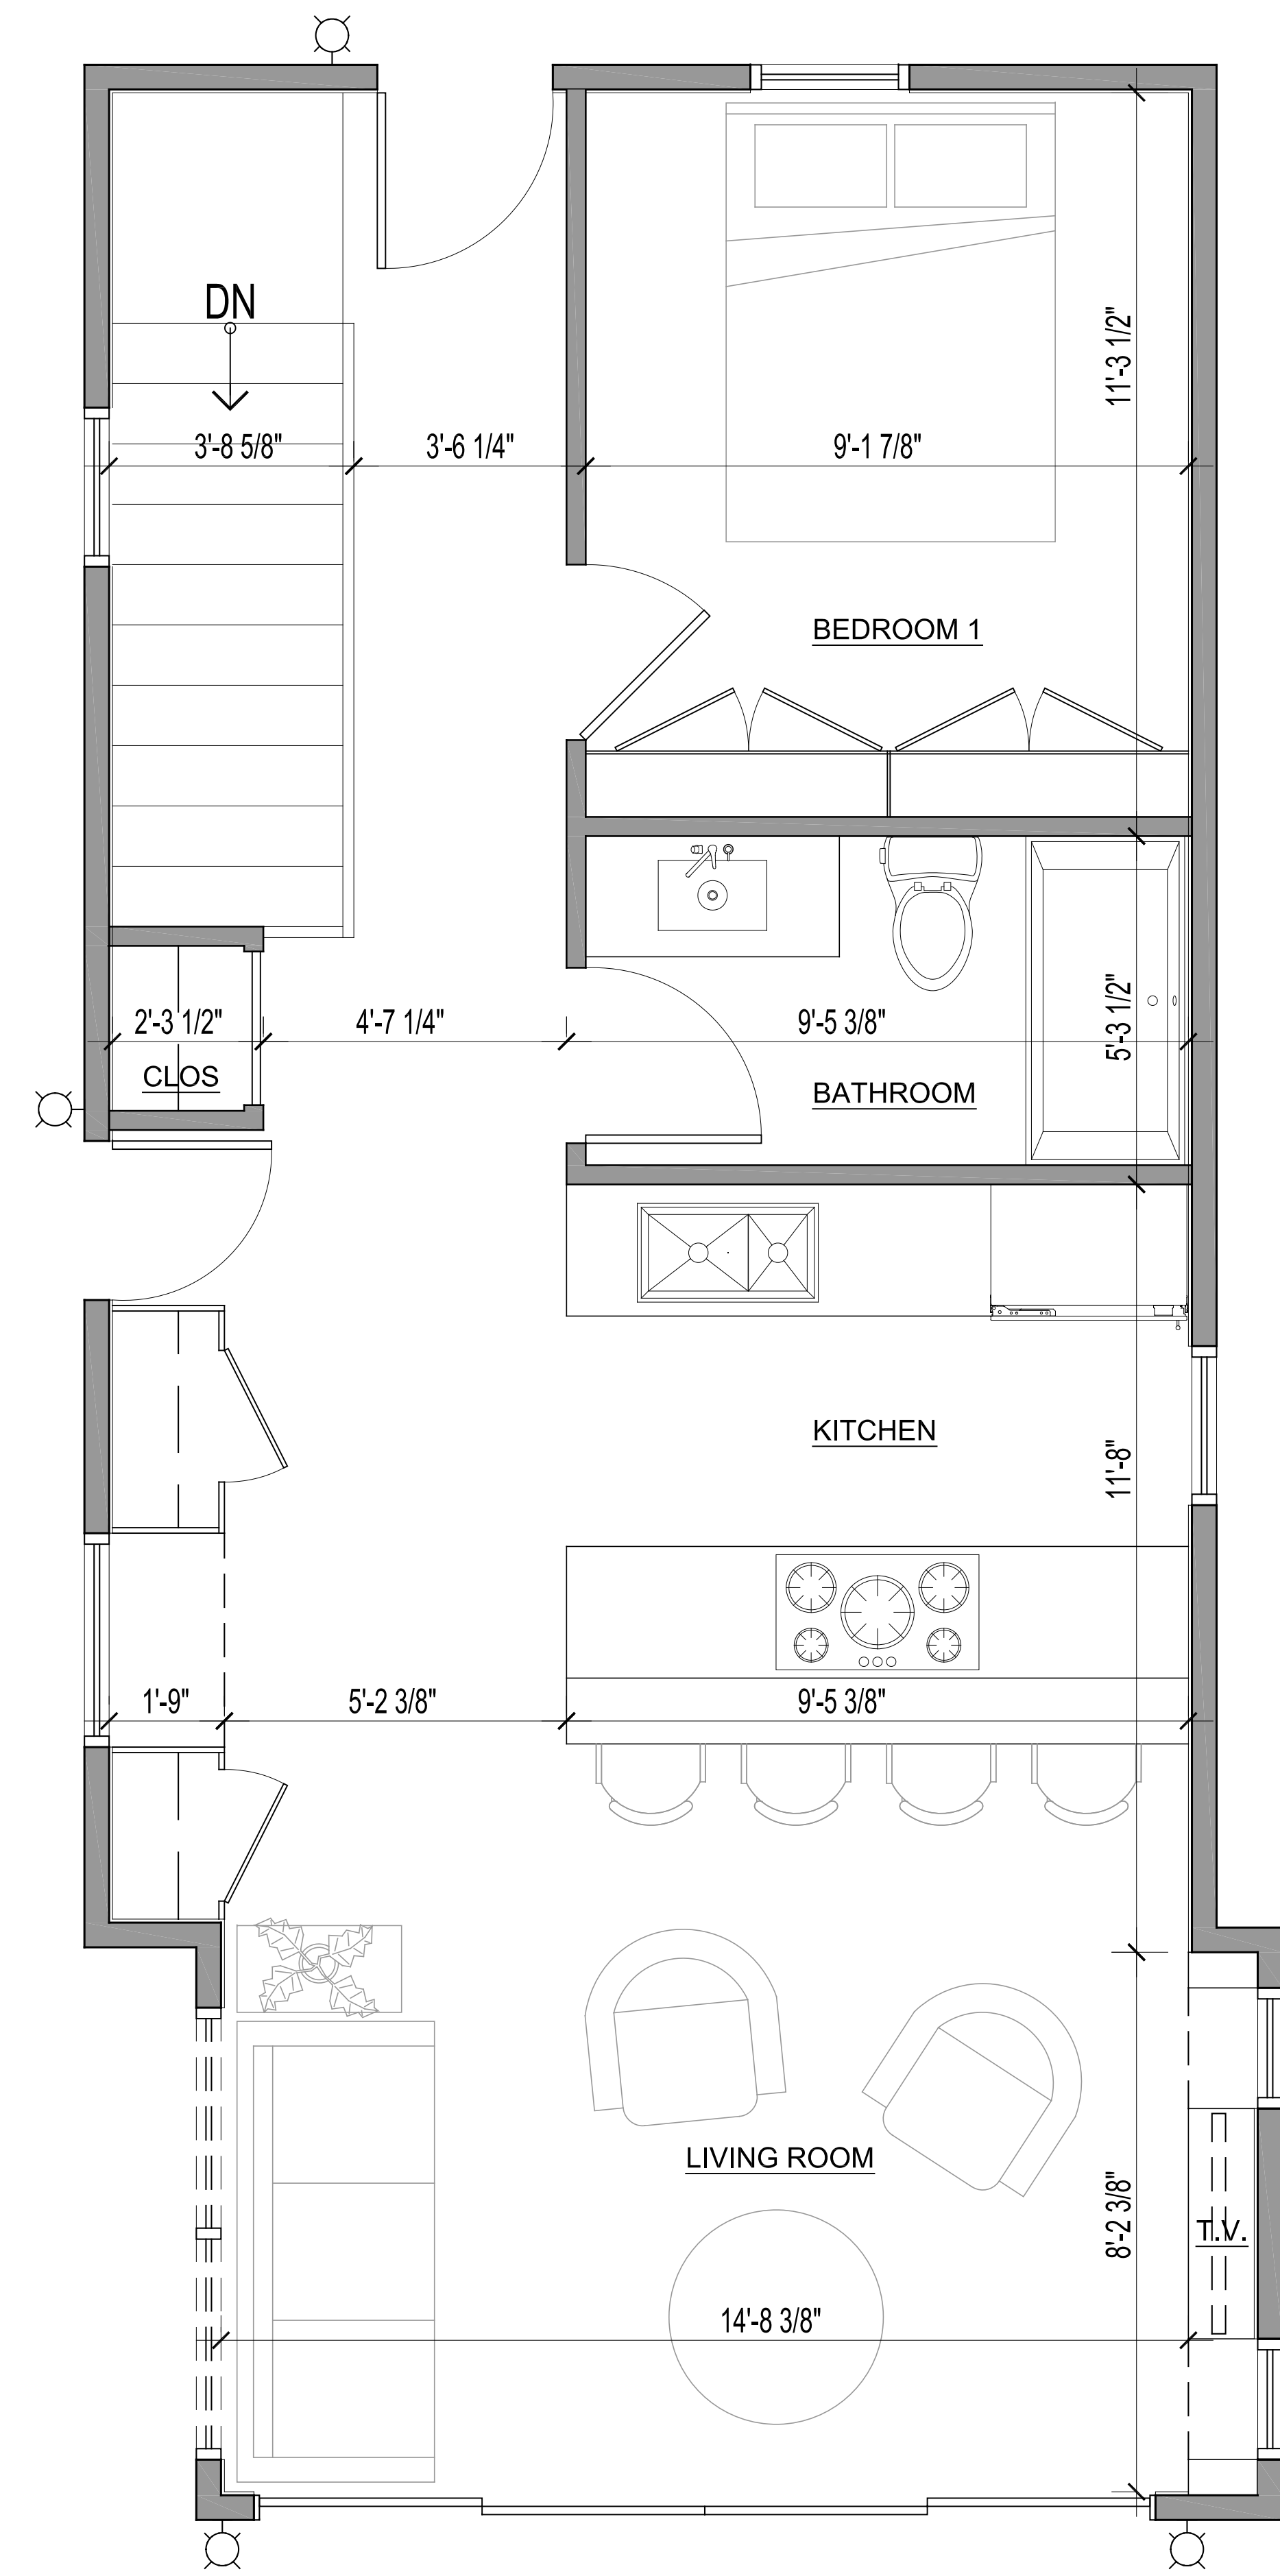 DN
3'-8 5/8"
3'-6 1/4"
9'-1 7/8"
11'-3 1/2"
BEDROOM 1
2'-3 1/2"
4'-7 1/4"
9'-5 3/8"
5'-3 1/2"
CLOS
BATHROOM
KITCHEN
11'-8"
1'-9"
5'-2 3/8"
9'-5 3/8"
LIVING ROOM
8'-2 3/8"
T.V.
14'-8 3/8"